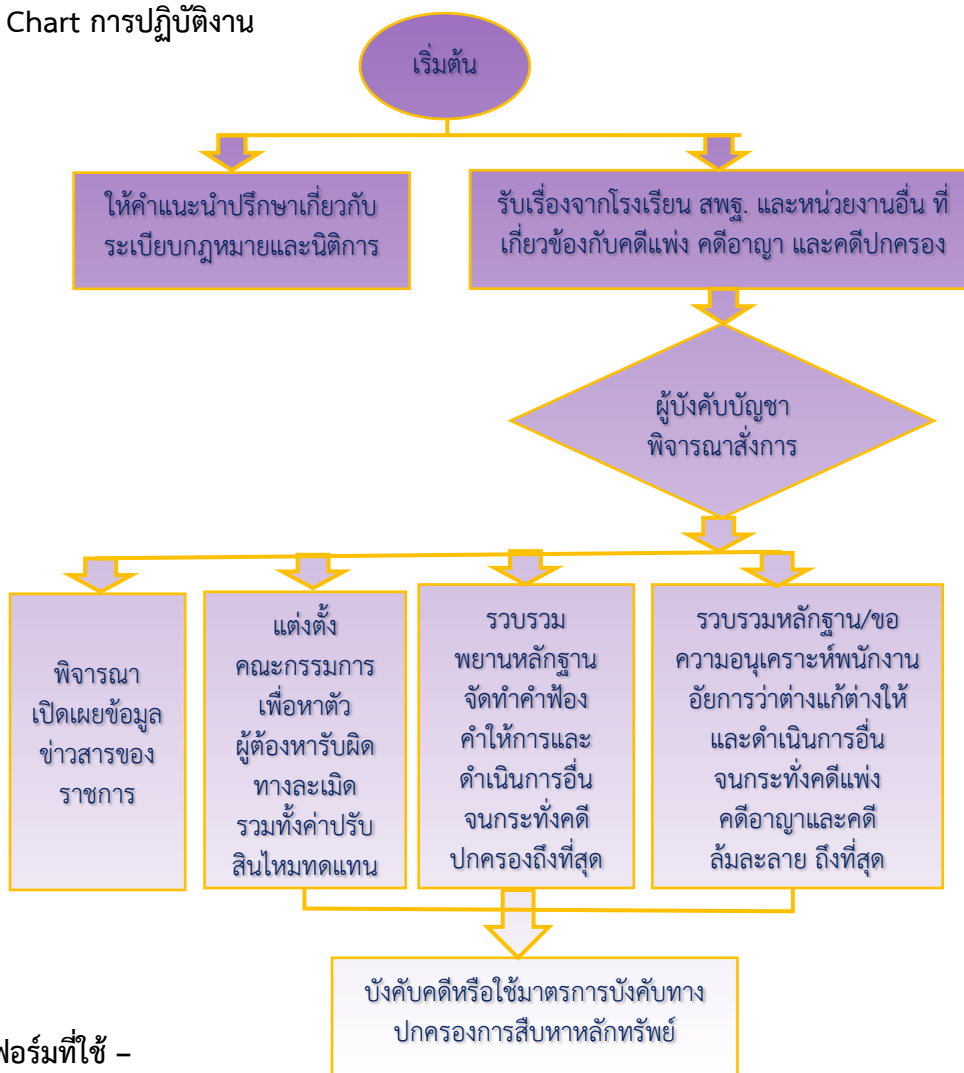 Chart การปฏิบัติงาน
เริ่มต้น
ให้คำแนะนำปรึกษาเกี่ยวกับ
ระเบียบกฎหมายและนิติการ
รับเรื่องจากโรงเรียน สพฐ. และหน่วยงานอื่น ที่
เกี่ยวข้องกับคดีแพ่ง คดีอาญา และคดีปกครอง
ผู้บังคับบัญชา
พิจารณาสั่งการ
พิจารณา
เปิดเผยข้อมูล
ข่าวสารของ
ราชการ
แต่งตั้ง
คณะกรรมการ
เพื่อหาตัว
ผู้ต้องหารับผิด
ทางละเมิด
รวมทั้งค่าปรับ
สินไหมทดแทน
รวบรวม
พยานหลักฐาน
จัดทำคำฟ้อง
คำให้การและ
ดำเนินการอื่น
จนกระทั่งคดี
ปกครองถึงที่สุด
รวบรวมหลักฐาน/ขอ
ความอนุเคราะห์พนักงาน
อัยการว่าต่างแก้ต่างให้
และดำเนินการอื่น
จนกระทั่งคดีแพ่ง
คดีอาญาและคดี
ล้มละลาย ถึงที่สุด
บังคับคดีหรือใช้มาตรการบังคับทาง
ปกครองการสืบหาหลักทรัพย์
ฟอร์มที่ใช้ –